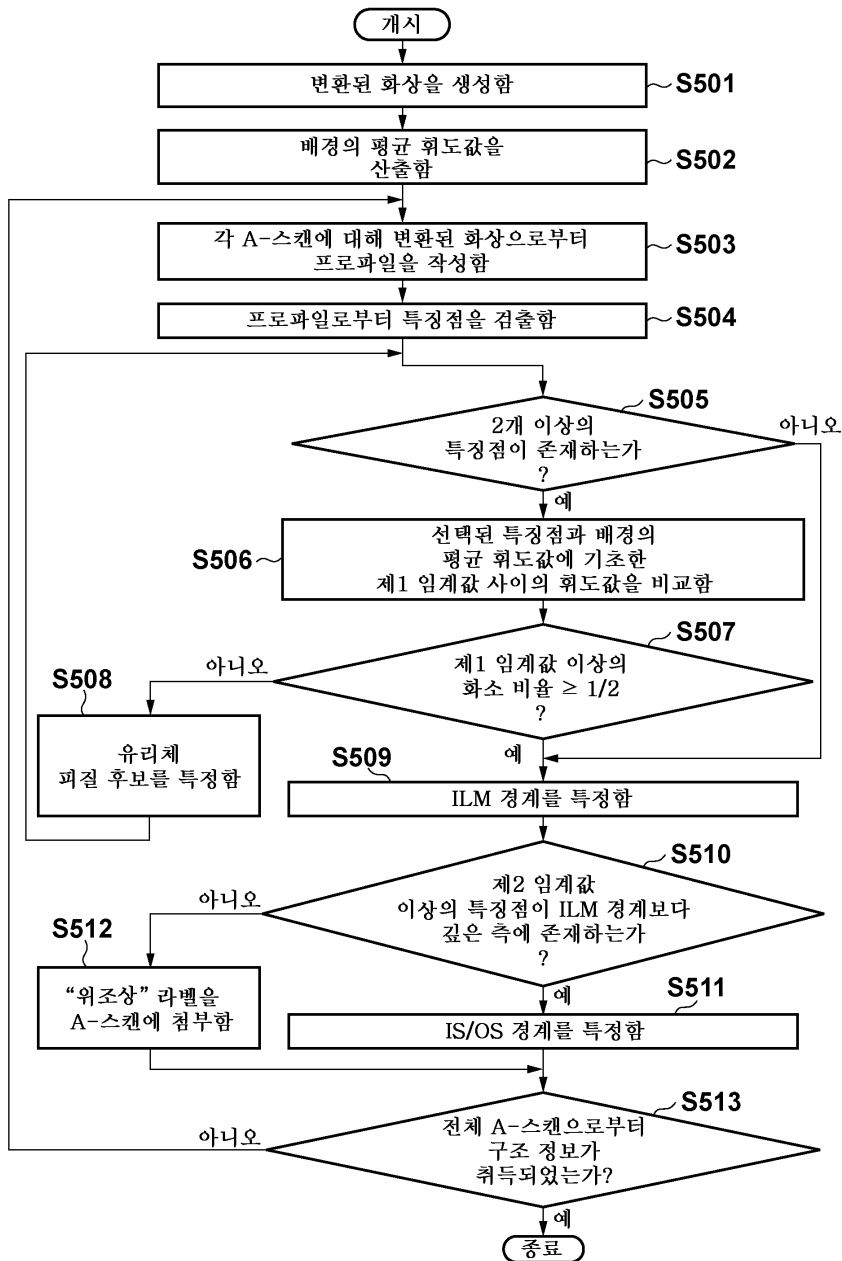 개시
변환된 화상을 생성함
S501
배경의 평균 휘도값을
산출함
S502
각 A-스캔에 대해 변환된 화상으로부터
프로파일을 작성함
S503
프로파일로부터 특징점을 검출함
S504
S505
2개 이상의
특징점이 존재하는가
?
아니오
예
S506
선택된 특징점과 배경의
평균 휘도값에 기초한
제1 임계값 사이의 휘도값을 비교함
S507
제1 임계값 이상의
화소 비율 ≥ 1/2
?
아니오
예
S508
유리체
피질 후보를 특정함
S509
ILM 경계를 특정함
S510
제2 임계값
이상의 특징점이 ILM 경계보다
깊은 측에 존재하는가
?
아니오
예
S512
“위조상” 라벨을
A-스캔에 첨부함
S511
IS/OS 경계를 특정함
S513
전체 A-스캔으로부터
구조 정보가
취득되었는가?
아니오
예
종료